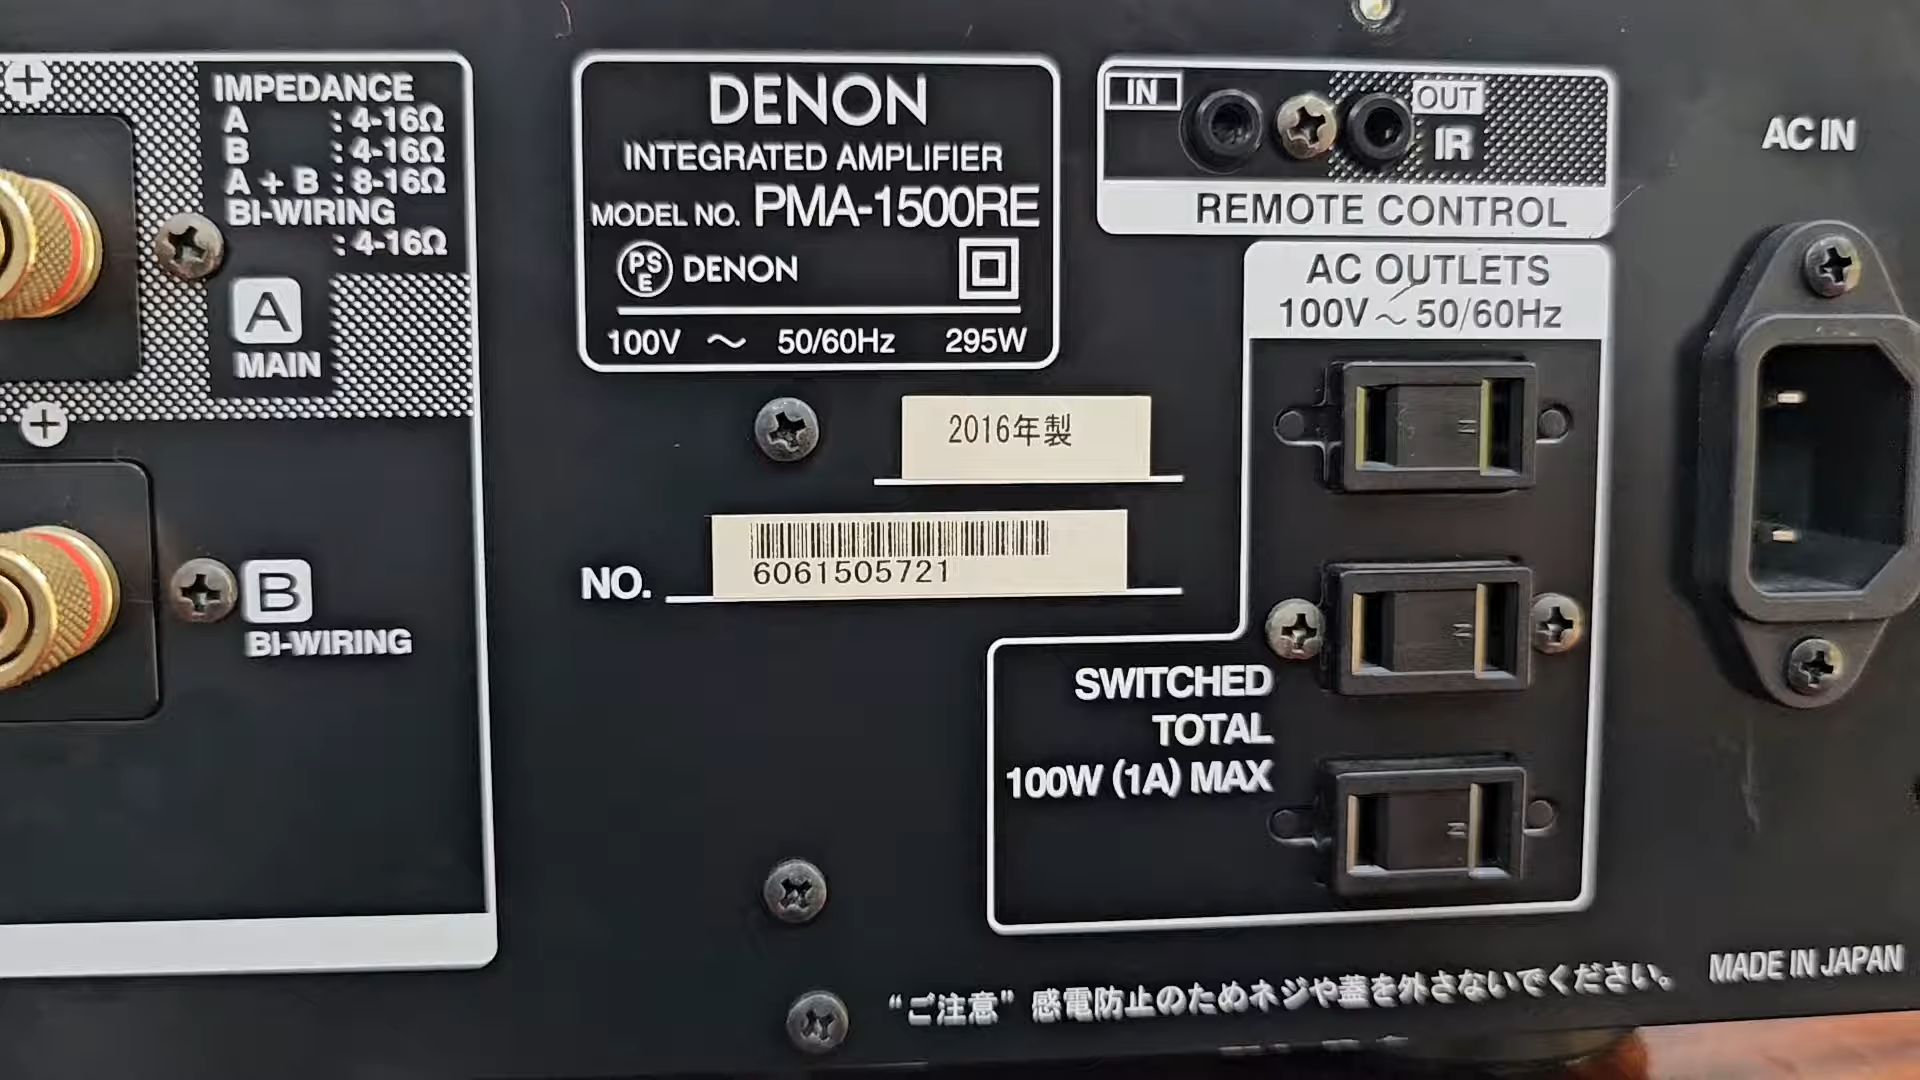 IMPEDANCE
A : 4-16Ω
B : 4-16Ω
A + B : 8-16Ω
BI-WIRING
: 4-16Ω
A
MAIN
B
BI-WIRING
DENON
INTEGRATED AMPLIFIER
MODEL NO. PMA-1500RE
PSE DENON
100V ～ 50/60Hz 295W
2016年製
NO. 6061505721
IN
OUT
IR
REMOTE CONTROL
AC OUTLETS
100V ～ 50/60Hz
SWITCHED
TOTAL
100W (1A) MAX
AC IN
“ご注意” 感電防止のためネジや蓋を外さないでください。
MADE IN JAPAN